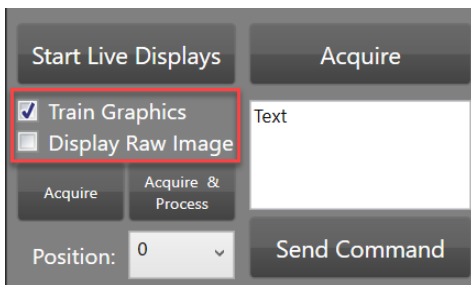 Start Live Displays
Acquire
Train Graphics
Display Raw Image
Text
Acquire
Acquire &
Process
Position:
0
Send Command